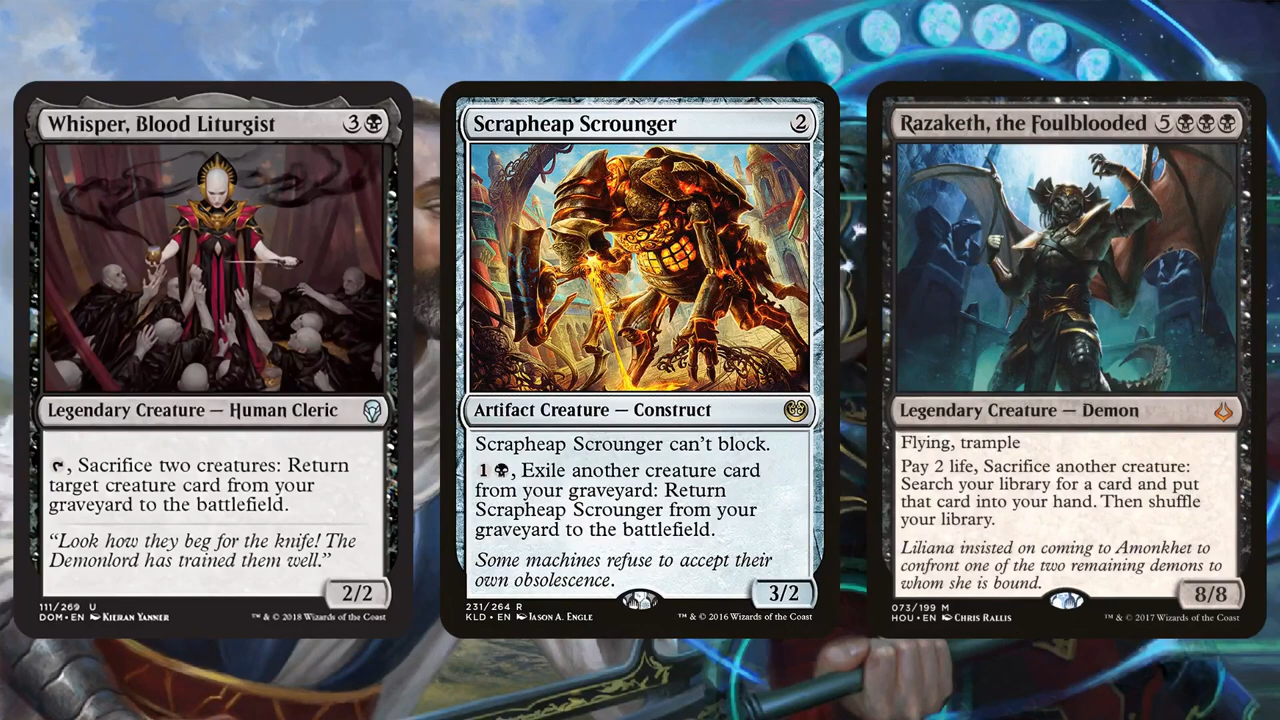 Whisper, Blood Liturgist 3
Legendary Creature — Human Cleric
, Sacrifice two creatures: Return
target creature card from your
graveyard to the battlefield.
“Look how they beg for the knife! The
Demonlord has trained them well.”
2/2
111/269 U
DOM • EN Kieran Yanner ™ & © 2018 Wizards of the Coast
Scrapheap Scrounger 2
Artifact Creature — Construct
Scrapheap Scrounger can’t block.
1 , Exile another creature card
from your graveyard: Return
Scrapheap Scrounger from your
graveyard to the battlefield.
Some machines refuse to accept their
own obsolescence.
3/2
231/264 R
KLD • EN Jason A. Engle ™ & © 2016 Wizards of the Coast
Razaketh, the Foulblooded 5
Legendary Creature — Demon
Flying, trample
Pay 2 life, Sacrifice another creature:
Search your library for a card and put
that card into your hand. Then shuffle
your library.
Liliana insisted on coming to Amonkhet to
confront one of the two remaining demons to
whom she is bound.
8/8
073/199 M
HOU • EN Chris Rallis ™ & © 2017 Wizards of the Coast